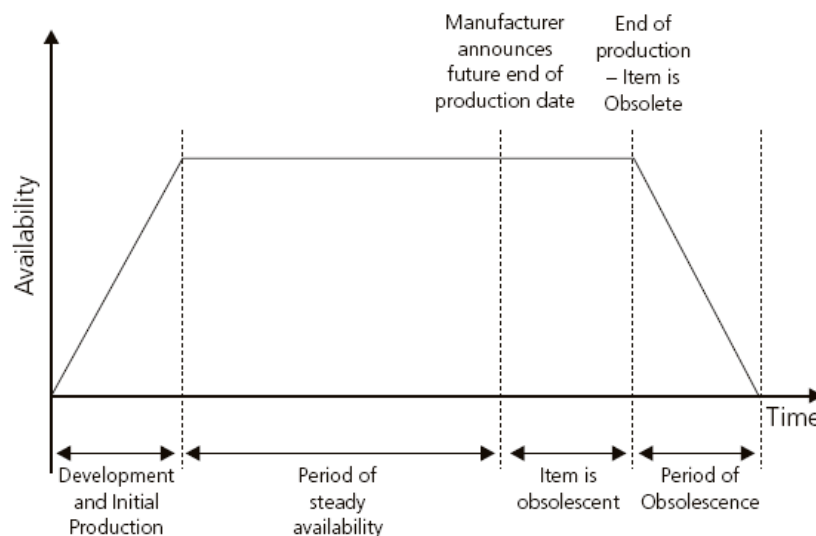 Manufacturer
announces
future end of
production date
End of
production
– Item is
Obsolete
Availability
Time
Development
and Initial
Production
Period of
steady
availability
Item is
obsolescent
Period of
Obsolescence